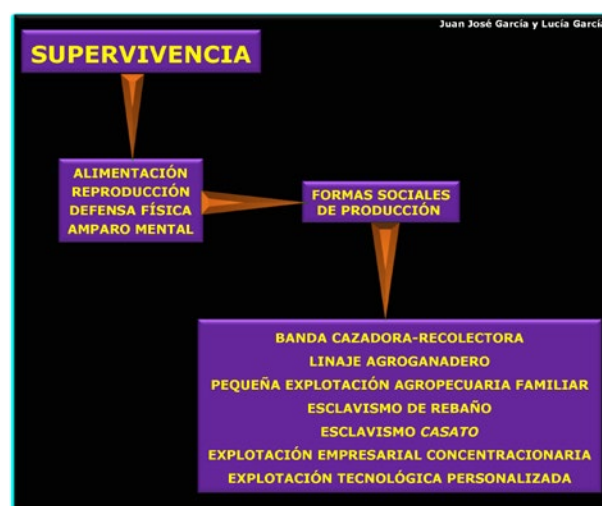 Juan José García y Lucía García
SUPERVIVENCIA
ALIMENTACIÓN
REPRODUCCIÓN
DEFENSA FÍSICA
AMPARO MENTAL
FORMAS SOCIALES
DE PRODUCCIÓN
BANDA CAZADORA-RECOLECTORA
LINAJE AGROGANADERO
PEQUEÑA EXPLOTACIÓN AGROPECUARIA FAMILIAR
ESCLAVISMO DE REBAÑO
ESCLAVISMO CASATO
EXPLOTACIÓN EMPRESARIAL CONCENTRACIONARIA
EXPLOTACIÓN TECNOLÓGICA PERSONALIZADA